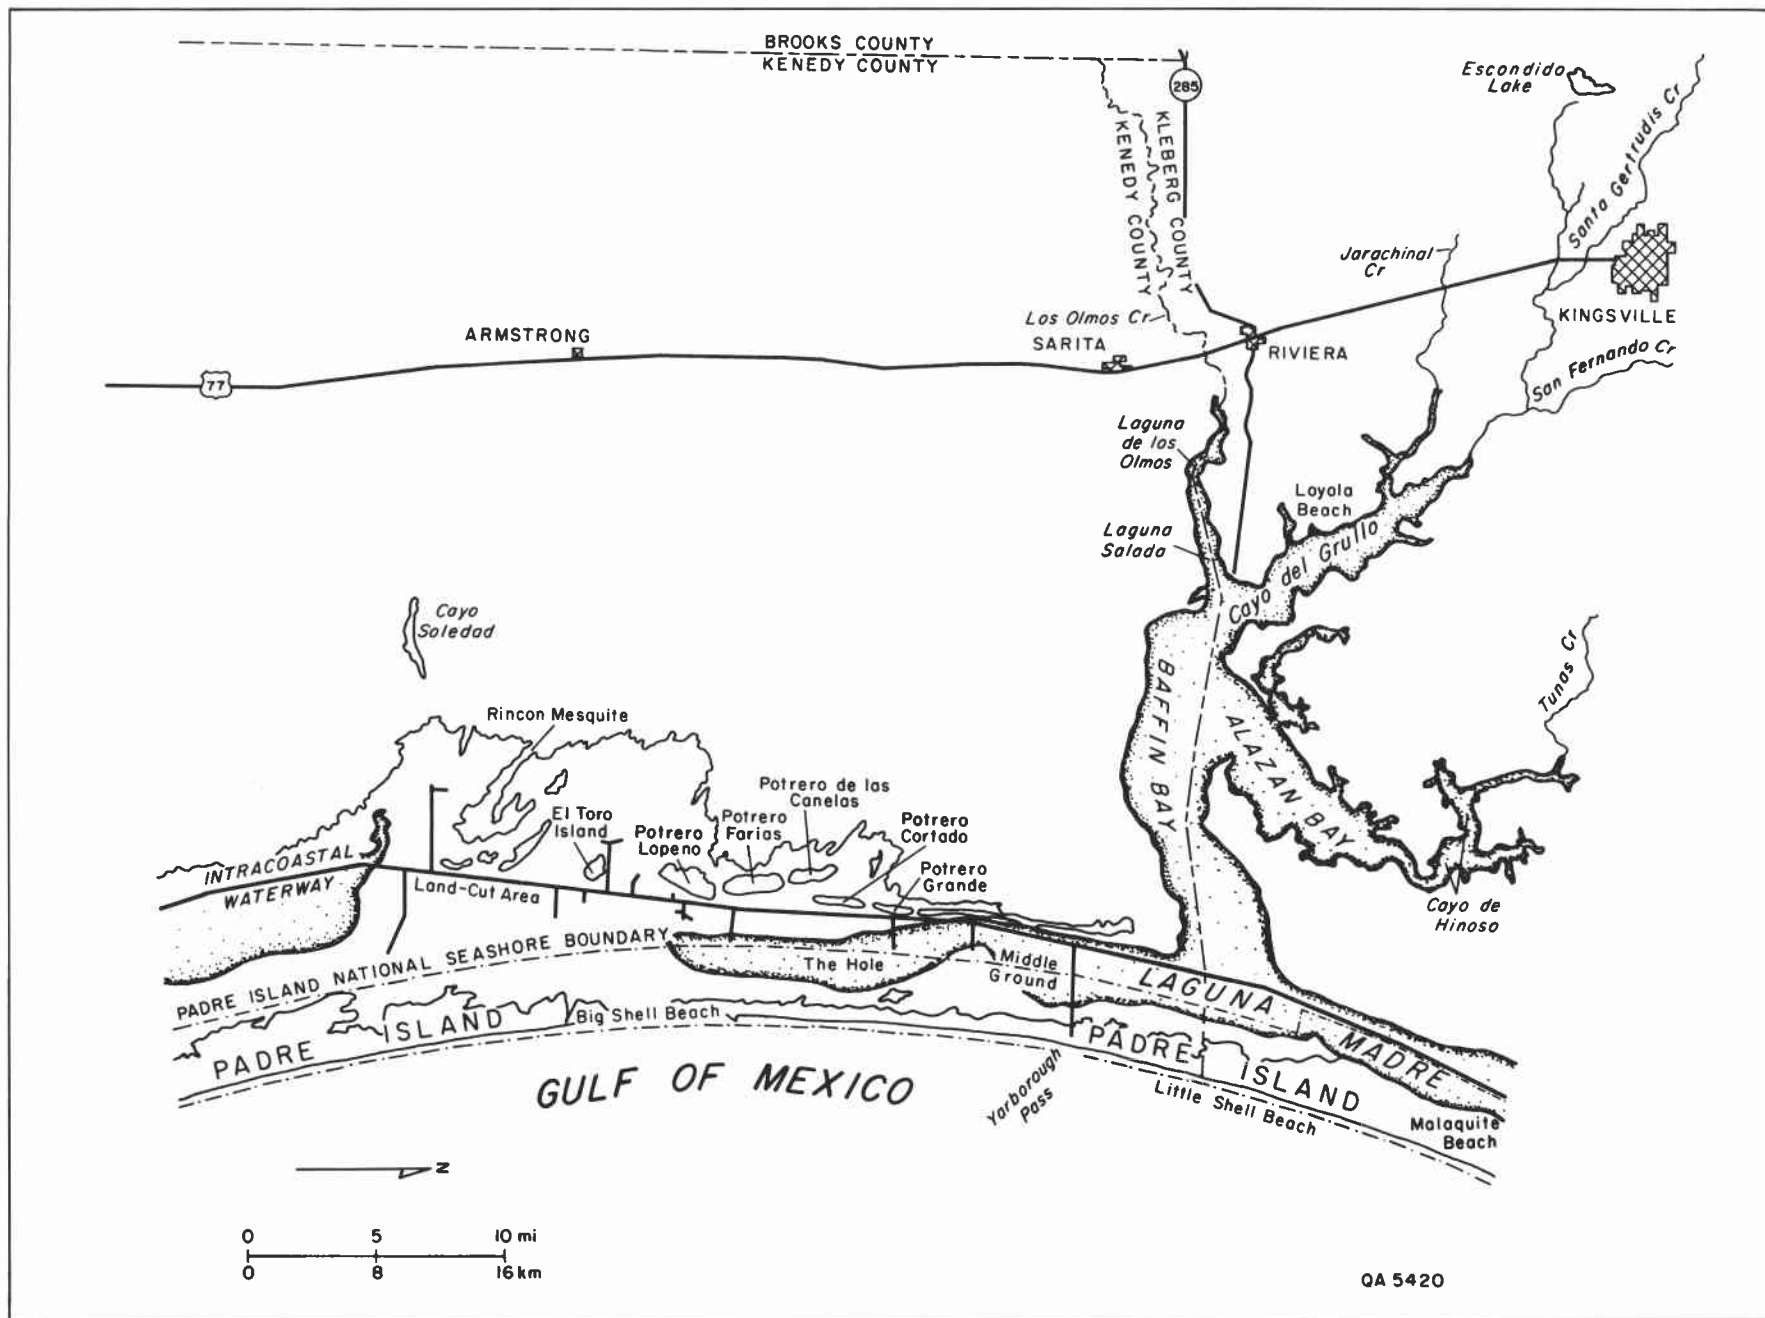 BROOKS COUNTY
KENEDY COUNTY
285
KLEBERG COUNTY
KENEDY COUNTY
Escondido
Lake
Santa Gertrudis Cr
Jarachinal
Cr
KINGSVILLE
Los Olmos Cr
SARITA
RIVIERA
ARMSTRONG
77
San Fernando Cr
Laguna
de los
Olmos
Loyola
Beach
Laguna
Salada
Cayo del Grullo
Cayo
Soledad
Tunas Cr
BAFFIN BAY
ALAZAN BAY
Rincon Mesquite
Potrero de las
Canelas
El Toro
Island
Potrero
Farias
Potrero
Lopeno
Potrero
Cortado
Potrero
Grande
INTRACOASTAL
WATERWAY
Land-Cut Area
Cayo de
Hinoso
PADRE ISLAND NATIONAL SEASHORE BOUNDARY
The Hole
Middle
Ground
LAGUNA MADRE
PADRE ISLAND
Big Shell Beach
PADRE ISLAND
GULF OF MEXICO
Yarborough
Pass
Little Shell Beach
Malaquite
Beach
N
0 5 10 mi
0 8 16 km
QA 5420